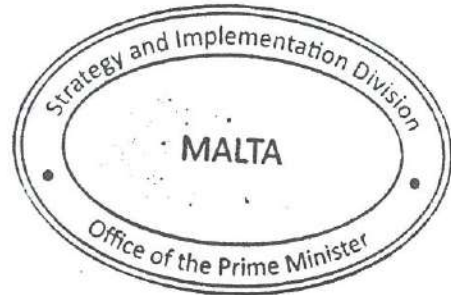 Strategy and Implementation Division
MALTA
Office of the Prime Minister